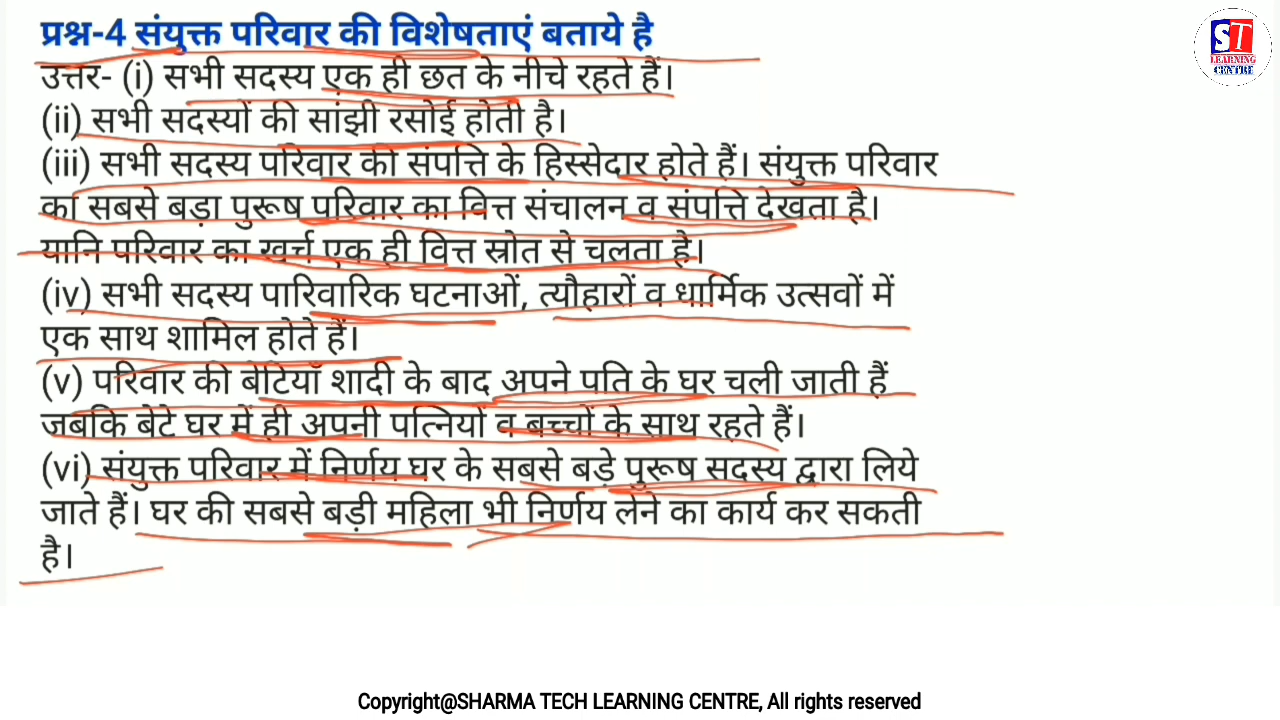 प्रश्न-4 संयुक्त परिवार की विशेषताएं बताये है
उत्तर- (i) सभी सदस्य एक ही छत के नीचे रहते हैं।
(ii) सभी सदस्यों की सांझी रसोई होती है।
(iii) सभी सदस्य परिवार की संपत्ति के हिस्सेदार होते हैं। संयुक्त परिवार
का सबसे बड़ा पुरूष परिवार का वित्त संचालन व संपत्ति देखता है।
यानि परिवार का खर्च एक ही वित्त स्रोत से चलता है।
(iv) सभी सदस्य पारिवारिक घटनाओं, त्यौहारों व धार्मिक उत्सवों में
एक साथ शामिल होते हैं।
(v) परिवार की बेटियाँ शादी के बाद अपने पति के घर चली जाती हैं
जबकि बेटे घर में ही अपनी पत्नियों व बच्चों के साथ रहते हैं।
(vi) संयुक्त परिवार में निर्णय घर के सबसे बड़े पुरूष सदस्य द्वारा लिये
जाते हैं। घर की सबसे बड़ी महिला भी निर्णय लेने का कार्य कर सकती
है।
ST
LEARNING
CENTRE
Copyright@SHARMA TECH LEARNING CENTRE, All rights reserved